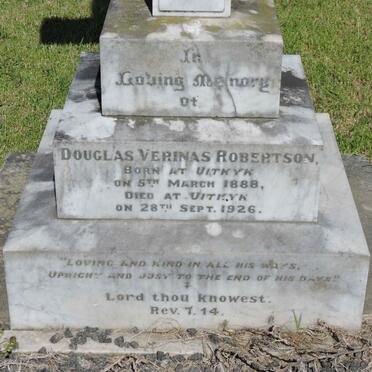 In
Loving Memory
of
DOUGLAS VERINAS ROBERTSON,
BORN AT UITKYK
ON 5TH MARCH 1888,
DIED AT UITKYK
ON 28TH SEPT. 1926.
"LOVING AND KIND IN ALL HIS WAYS,
UPRIGHT AND JUST TO THE END OF HIS DAYS"
Lord thou knowest.
Rev. 7. 14.